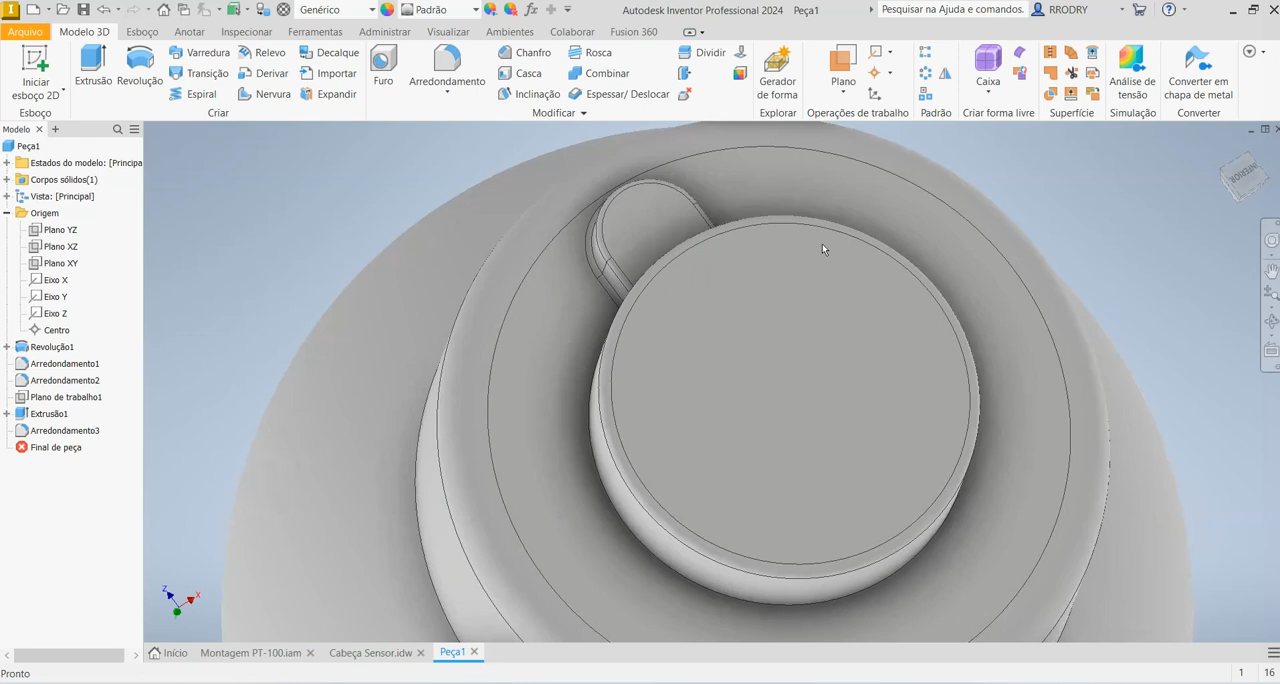 Genérico
Padrão
Autodesk Inventor Professional 2024 Peça1
Pesquisar na Ajuda e comandos.
RRODRY
Arquivo
Modelo 3D
Esboço
Anotar
Inspecionar
Ferramentas
Administrar
Visualizar
Ambientes
Colaborar
Fusion 360
Iniciar
esboço 2D
Extrusão
Revolução
Varredura
Transição
Espiral
Relevo
Derivar
Nervura
Decalque
Importar
Expandir
Furo
Arredondamento
Chanfro
Casca
Inclinação
Rosca
Combinar
Espessar/ Deslocar
Dividir
Gerador
de forma
Plano
Caixa
Análise de
tensão
Converter em
chapa de metal
Esboço
Criar
Modificar
Explorar
Operações de trabalho
Padrão
Criar forma livre
Superfície
Simulação
Converter
Modelo
Peça1
Estados do modelo: [Principa
Corpos sólidos(1)
Vista: [Principal]
Origem
Plano YZ
Plano XZ
Plano XY
Eixo X
Eixo Y
Eixo Z
Centro
Revolução1
Arredondamento1
Arredondamento2
Plano de trabalho1
Extrusão1
Arredondamento3
Final de peça
INFERIOR
Z
X
Início
Montagem PT-100.iam
Cabeça Sensor.idw
Peça1
Pronto
1
16